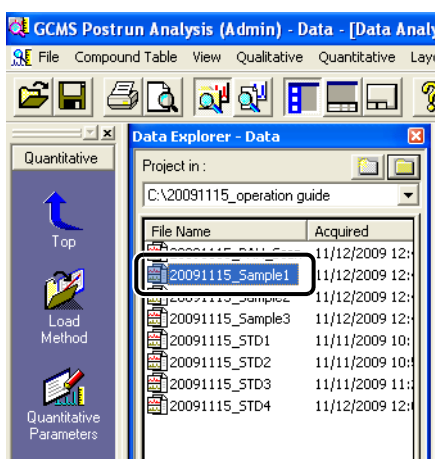 GCMS Postrun Analysis (Admin) - Data - [Data Analy
File Compound Table View Qualitative Quantitative Lay
Data Explorer - Data
Quantitative
Project in :
C:\20091115_operation guide
File Name Acquired
11/12/2009 12:
20091115_Sample1 11/12/2009 12:
20091115_Sample2 11/12/2009 12:
20091115_Sample3 11/12/2009 12:
20091115_STD1 11/11/2009 10:
20091115_STD2 11/11/2009 10:
20091115_STD3 11/11/2009 11:
20091115_STD4 11/12/2009 12:
Top
Load
Method
Quantitative
Parameters